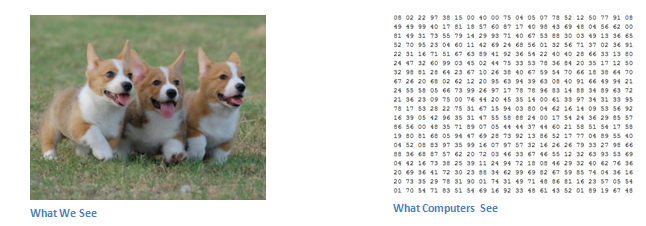 08 02 22 97 38 15 00 40 00 75 04 05 07 78 52 12 50 77 91 08
49 49 99 40 17 81 18 57 60 87 17 40 98 43 69 48 04 56 62 00
81 49 31 73 55 79 14 29 93 71 40 67 53 88 30 03 49 13 36 65
52 70 95 23 04 60 11 42 69 24 68 56 01 32 56 71 37 02 36 91
22 31 16 71 51 67 63 89 41 92 36 54 22 40 40 28 66 33 13 80
24 47 32 60 99 03 45 02 44 75 33 53 78 36 84 20 35 17 12 50
32 98 81 28 64 23 67 10 26 38 40 67 59 54 70 66 18 38 64 70
67 26 20 68 02 62 12 20 95 63 94 39 63 08 40 91 66 49 94 21
24 55 58 05 66 73 99 26 97 17 78 78 96 83 14 88 34 89 63 72
21 36 23 09 75 00 76 44 20 45 35 14 00 61 33 97 34 31 33 95
78 17 53 28 22 75 31 67 15 94 03 80 04 62 16 14 09 53 56 92
16 39 05 42 96 35 31 47 55 58 88 24 00 17 54 24 36 29 85 57
86 56 00 48 35 71 89 07 05 44 44 37 44 60 21 58 51 54 17 58
19 80 81 68 05 94 47 69 28 73 92 13 86 52 17 77 04 89 55 40
04 52 08 83 97 35 99 16 07 97 57 32 16 26 26 79 33 27 98 66
88 36 68 87 57 62 20 72 03 46 33 67 46 55 12 32 63 93 53 69
04 42 16 73 38 25 39 11 24 94 72 18 08 46 29 32 40 62 76 36
20 69 36 41 72 30 23 88 34 62 99 69 82 67 59 85 74 04 36 16
20 73 35 29 78 31 90 01 74 31 49 71 48 86 81 16 23 57 05 54
01 70 54 71 83 51 54 69 16 92 33 48 61 43 52 01 89 19 67 48
What We See
What Computers See